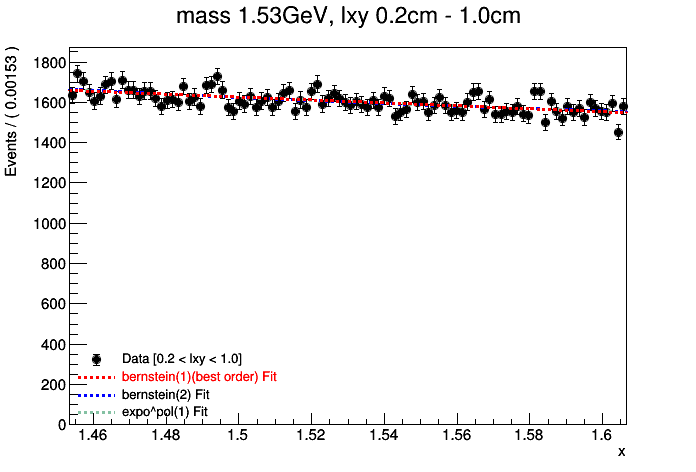 mass 1.53GeV, lxy 0.2cm - 1.0cm
Events / ( 0.00153 )
1800
1600
1400
1200
1000
800
600
400
200
0
Data [0.2 < lxy < 1.0]
bernstein(1)(best order) Fit
bernstein(2) Fit
expo^pol(1) Fit
1.46 1.48 1.5 1.52 1.54 1.56 1.58 1.6
x